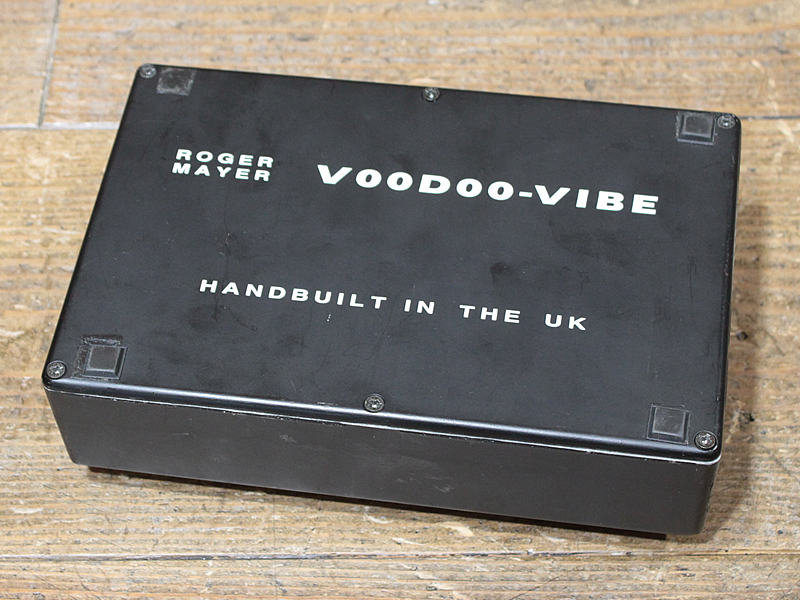 ROGER
MAYER
VOODOO-VIBE
HANDBUILT IN THE UK